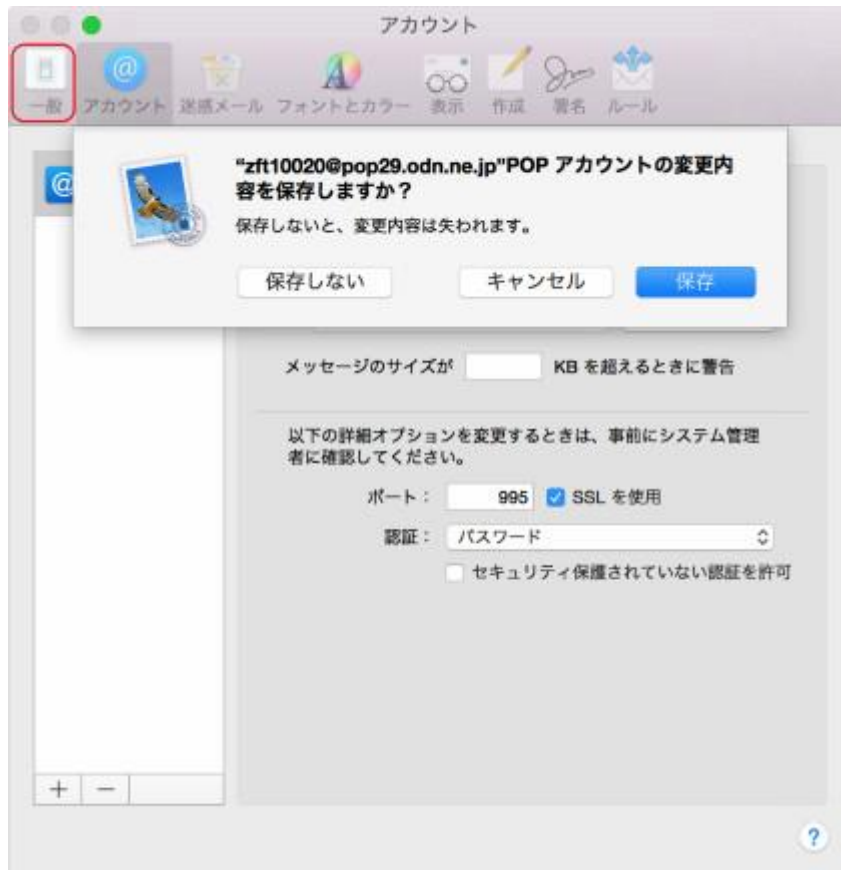 アカウント
一般 アカウント 迷惑メール フォントとカラー 表示 作成 署名 ルール
"zft10020@pop29.odn.ne.jp"POP アカウントの変更内
容を保存しますか？
保存しないと、変更内容は失われます。
保存しない キャンセル 保存
メッセージのサイズが KB を超えるときに警告
以下の詳細オプションを変更するときは、事前にシステム管理
者に確認してください。
ポート： 995 SSL を使用
認証： パスワード
セキュリティ保護されていない認証を許可
+ −
?